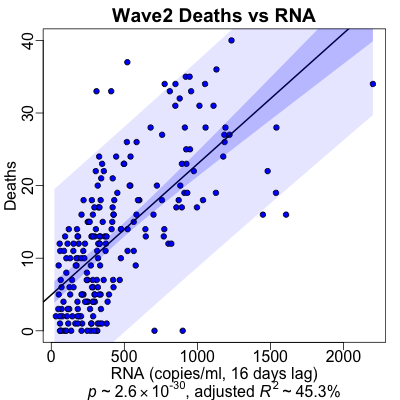 Wave2 Deaths vs RNA
Deaths
40
30
20
10
0
0 500 1000 1500 2000
RNA (copies/ml, 16 days lag)
p ~ 2.6 × 10⁻³⁰, adjusted R² ~ 45.3%